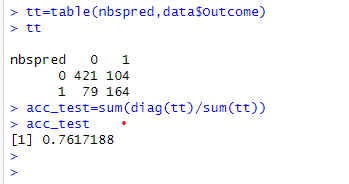 > tt=table(nbspred,data$Outcome)
> tt
nbspred   0   1
      0 421 104
      1  79 164
> acc_test=sum(diag(tt)/sum(tt))
> acc_test
[1] 0.7617188
>
>